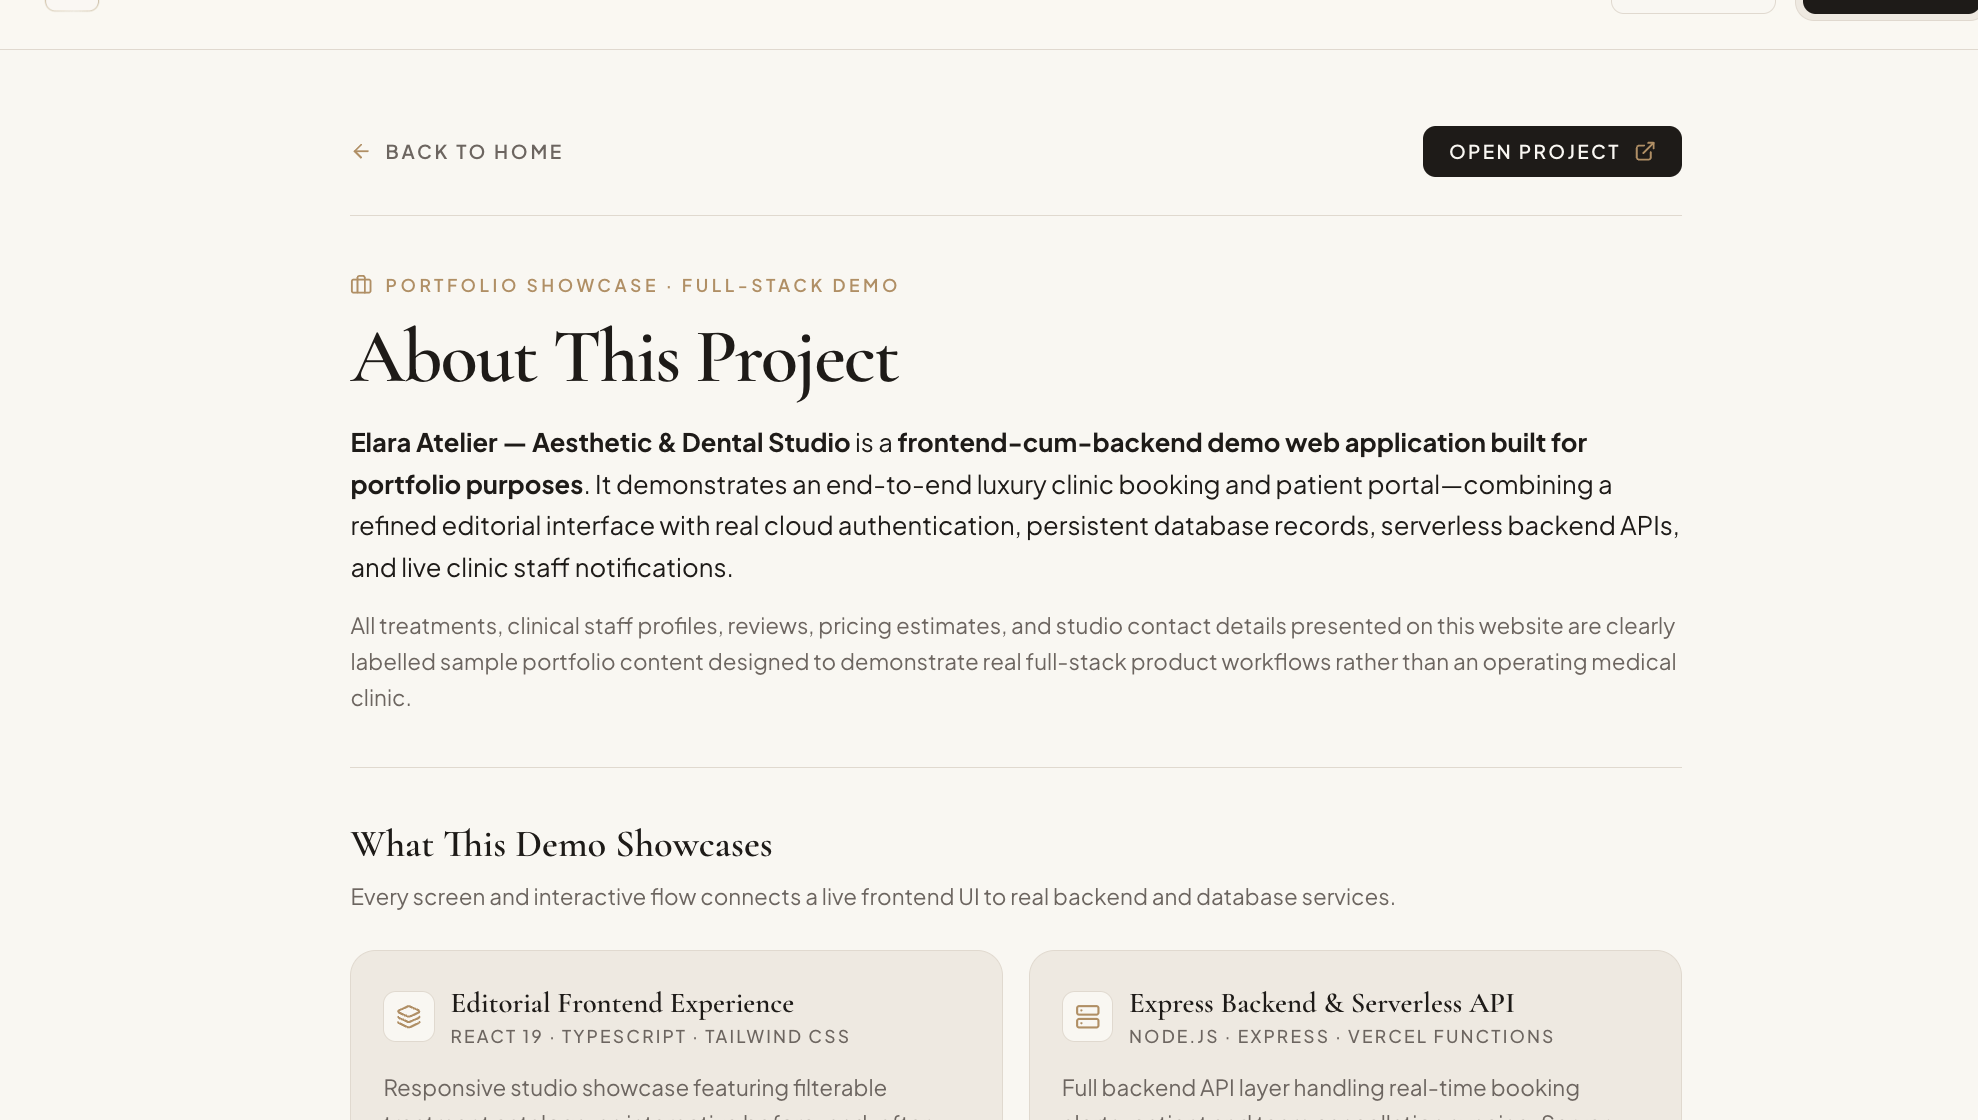 BACK TO HOME
OPEN PROJECT
PORTFOLIO SHOWCASE · FULL-STACK DEMO
About This Project
Elara Atelier — Aesthetic & Dental Studio is a frontend-cum-backend demo web application built for
portfolio purposes. It demonstrates an end-to-end luxury clinic booking and patient portal—combining a
refined editorial interface with real cloud authentication, persistent database records, serverless backend APIs,
and live clinic staff notifications.
All treatments, clinical staff profiles, reviews, pricing estimates, and studio contact details presented on this website are clearly
labelled sample portfolio content designed to demonstrate real full-stack product workflows rather than an operating medical
clinic.
What This Demo Showcases
Every screen and interactive flow connects a live frontend UI to real backend and database services.
Editorial Frontend Experience
REACT 19 · TYPESCRIPT · TAILWIND CSS
Responsive studio showcase featuring filterable
Express Backend & Serverless API
NODE.JS · EXPRESS · VERCEL FUNCTIONS
Full backend API layer handling real-time booking